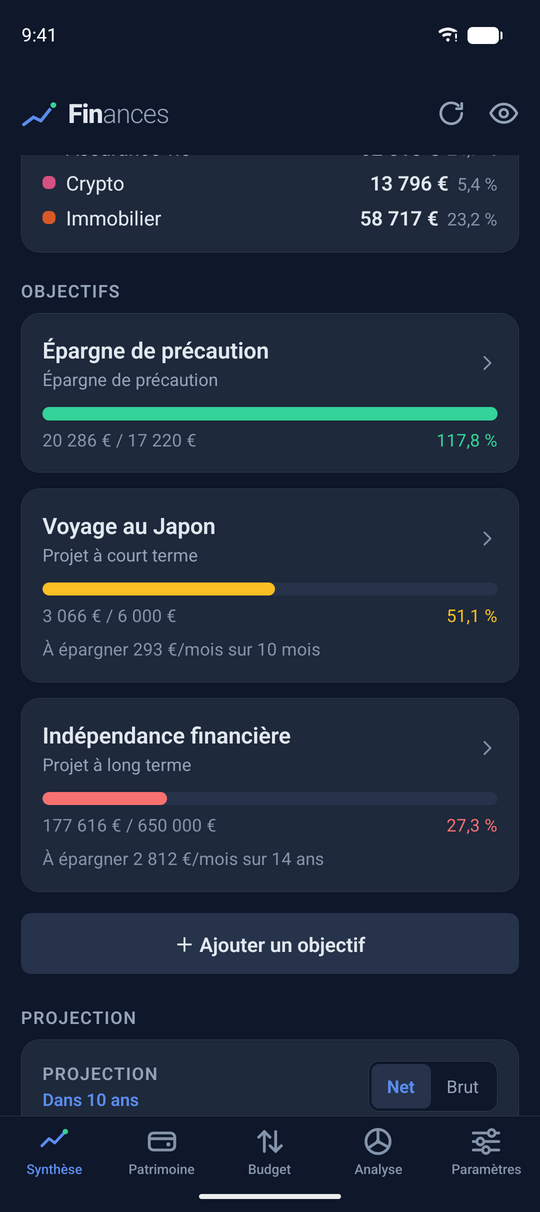 9:41
Finances
Crypto 13 796 € 5,4 %
Immobilier 58 717 € 23,2 %
OBJECTIFS
Épargne de précaution
Épargne de précaution
20 286 € / 17 220 € 117,8 %
Voyage au Japon
Projet à court terme
3 066 € / 6 000 € 51,1 %
À épargner 293 €/mois sur 10 mois
Indépendance financière
Projet à long terme
177 616 € / 650 000 € 27,3 %
À épargner 2 812 €/mois sur 14 ans
+ Ajouter un objectif
PROJECTION
PROJECTION
Net Brut
Dans 10 ans
Synthèse Patrimoine Budget Analyse Paramètres